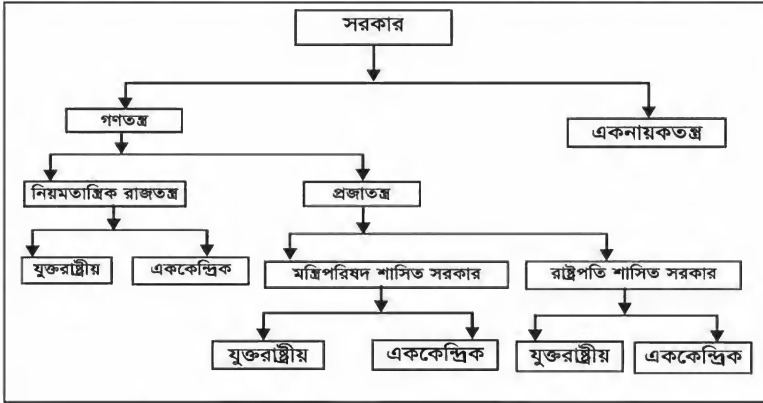 সরকার
গণতন্ত্র
একনায়কতন্ত্র
নিয়মতান্ত্রিক রাজতন্ত্র
প্রজাতন্ত্র
যুক্তরাষ্ট্রীয়
এককেন্দ্রিক
মন্ত্রিপরিষদ শাসিত সরকার
রাষ্ট্রপতি শাসিত সরকার
যুক্তরাষ্ট্রীয়
এককেন্দ্রিক
যুক্তরাষ্ট্রীয়
এককেন্দ্রিক